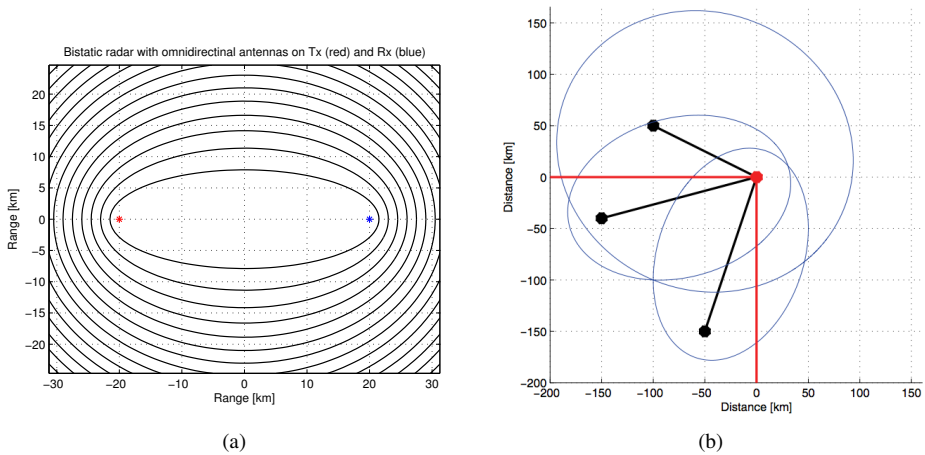 Bistatic radar with omnidirectinal antennas on Tx (red) and Rx (blue)
20
15
10
5
0
−5
−10
−15
−20
Range [km]
−30 −20 −10 0 10 20 30
Range [km]
(a)
150
100
50
0
−50
−100
−150
−200
Distance [km]
−200 −150 −100 −50 0 50 100 150
Distance [km]
(b)